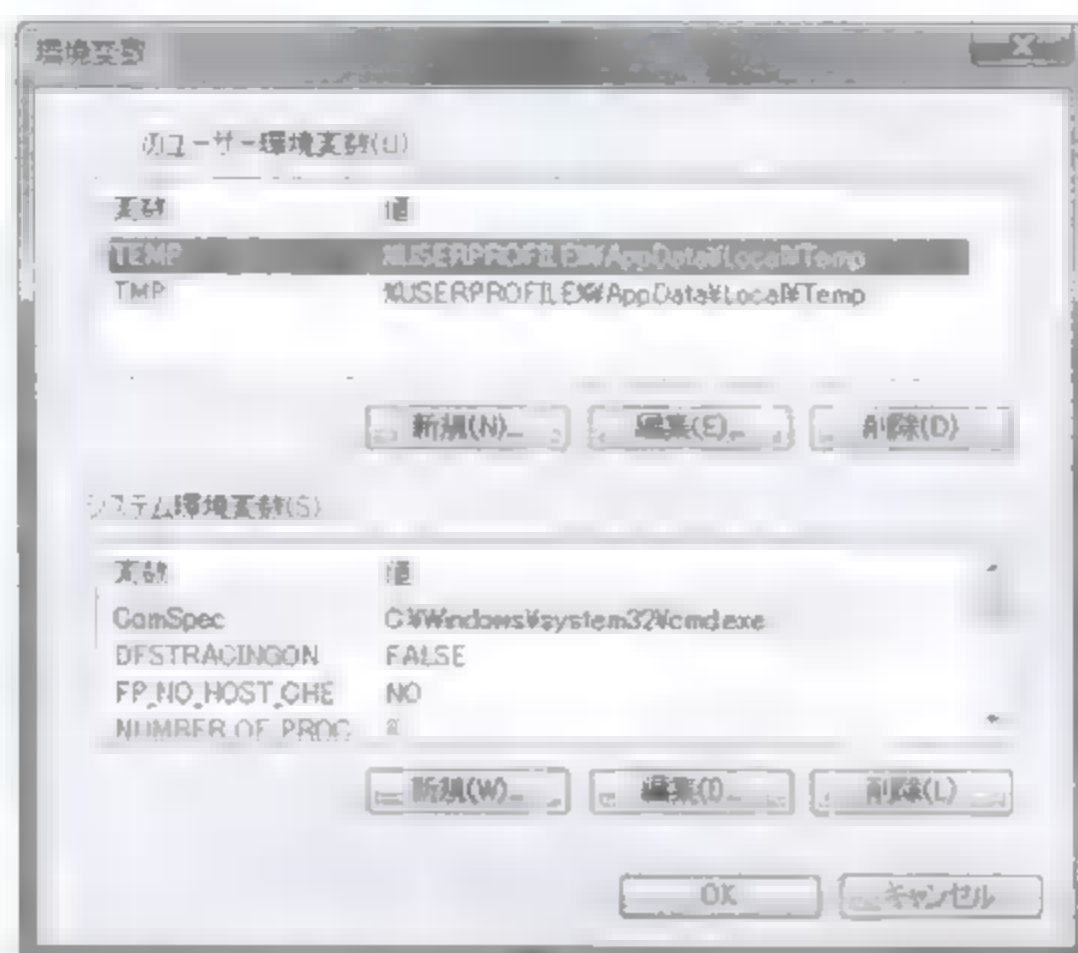 環境変数
のユーザー環境変数(U)
変数 値
TEMP %USERPROFILE%¥AppData¥Local¥Temp
TMP %USERPROFILE%¥AppData¥Local¥Temp
新規(N)... 編集(E)... 削除(D)
システム環境変数(S)
変数 値
ComSpec C:¥Windows¥system32¥cmd.exe
DFSTRACINGON FALSE
FP_NO_HOST_CHE NO
NUMBER_OF_PROC
新規(W)... 編集(I)... 削除(L)
OK キャンセル